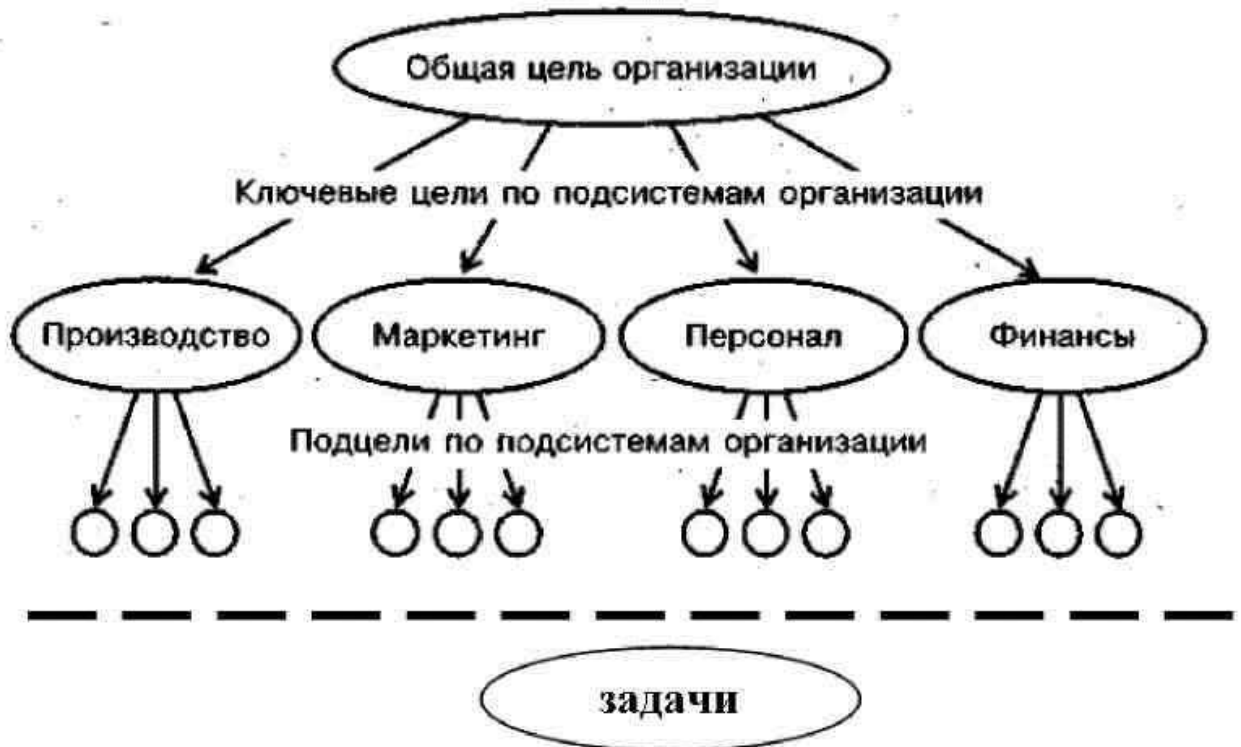 Общая цель организации
Ключевые цели по подсистемам организации
Производство
Маркетинг
Персонал
Финансы
Подцели по подсистемам организации
задачи